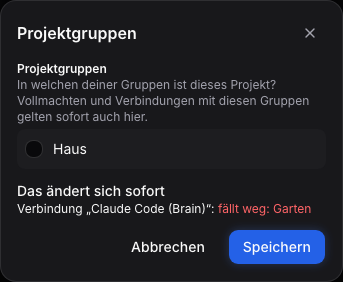 Projektgruppen
Projektgruppen
In welchen deiner Gruppen ist dieses Projekt?
Vollmachten und Verbindungen mit diesen Gruppen
gelten sofort auch hier.
Haus
Das ändert sich sofort
Verbindung „Claude Code (Brain)“: fällt weg: Garten
Abbrechen
Speichern